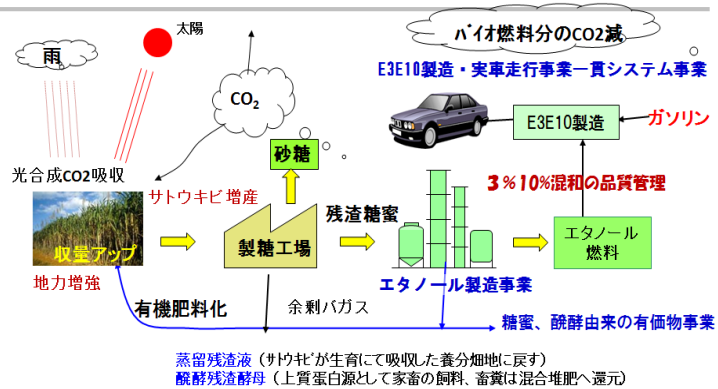 太陽
雨
バイオ燃料分のCO2減
E3E10製造・実車走行事業一貫システム事業
CO2
E3E10製造
ガソリン
砂糖
光合成CO2吸収
サトウキビ増産
3%10%混和の品質管理
収量アップ
製糖工場
残渣糖蜜
エタノール
燃料
地力増強
エタノール製造事業
有機肥料化
余剰バガス
糖蜜、醗酵由来の有価物事業
蒸留残渣液（サトウキビが生育にて吸収した養分畑地に戻す）
醗酵残渣酵母（上質蛋白源として家畜の飼料、畜糞は混合堆肥へ還元）